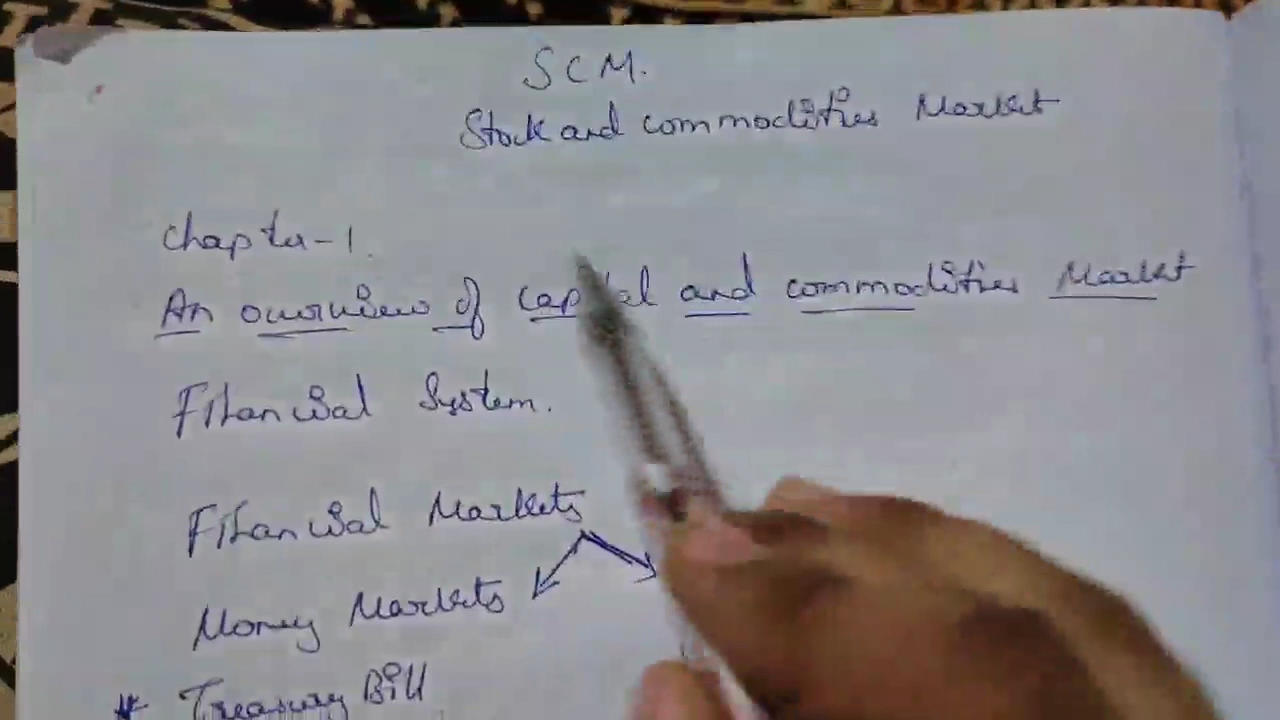 SCM.
Stock and commodities Market
Chapter-1.
An overview of capital and commodities Market
Financial System.
Financial Markets
Money Markets
* Treasury Bill